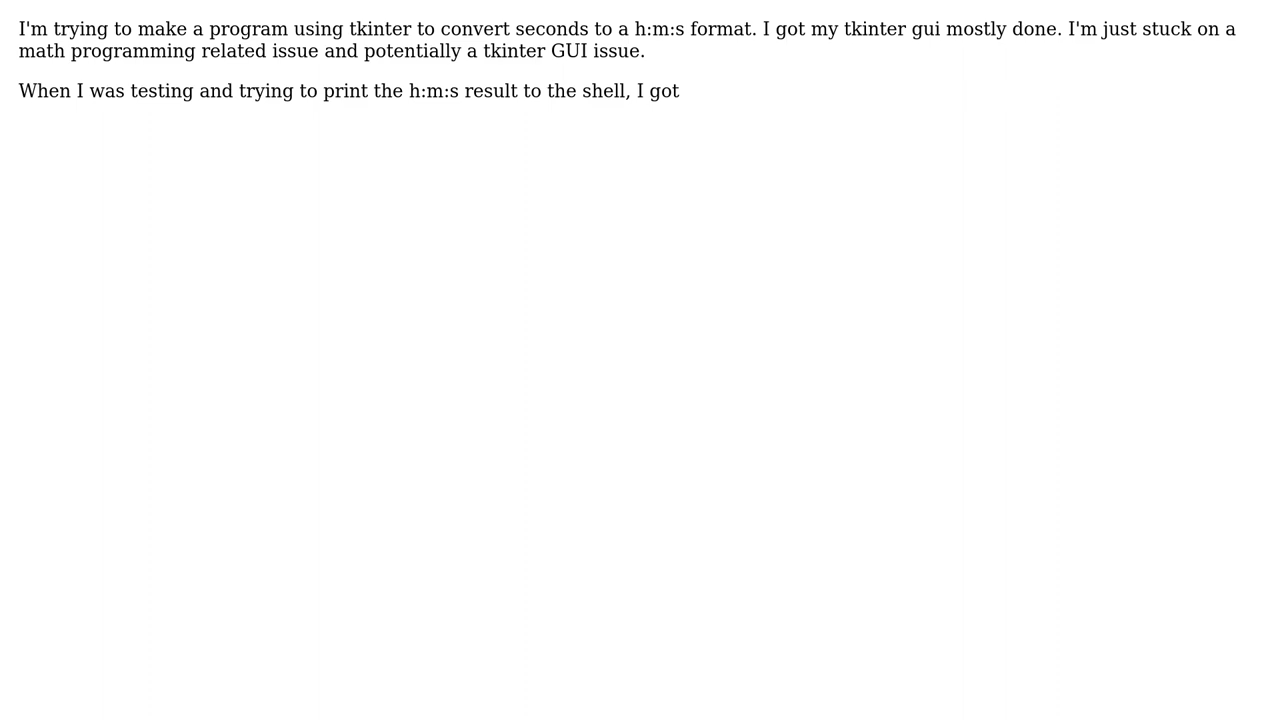 I'm trying to make a program using tkinter to convert seconds to a h:m:s format. I got my tkinter gui mostly done. I'm just stuck on a
math programming related issue and potentially a tkinter GUI issue.
When I was testing and trying to print the h:m:s result to the shell, I got